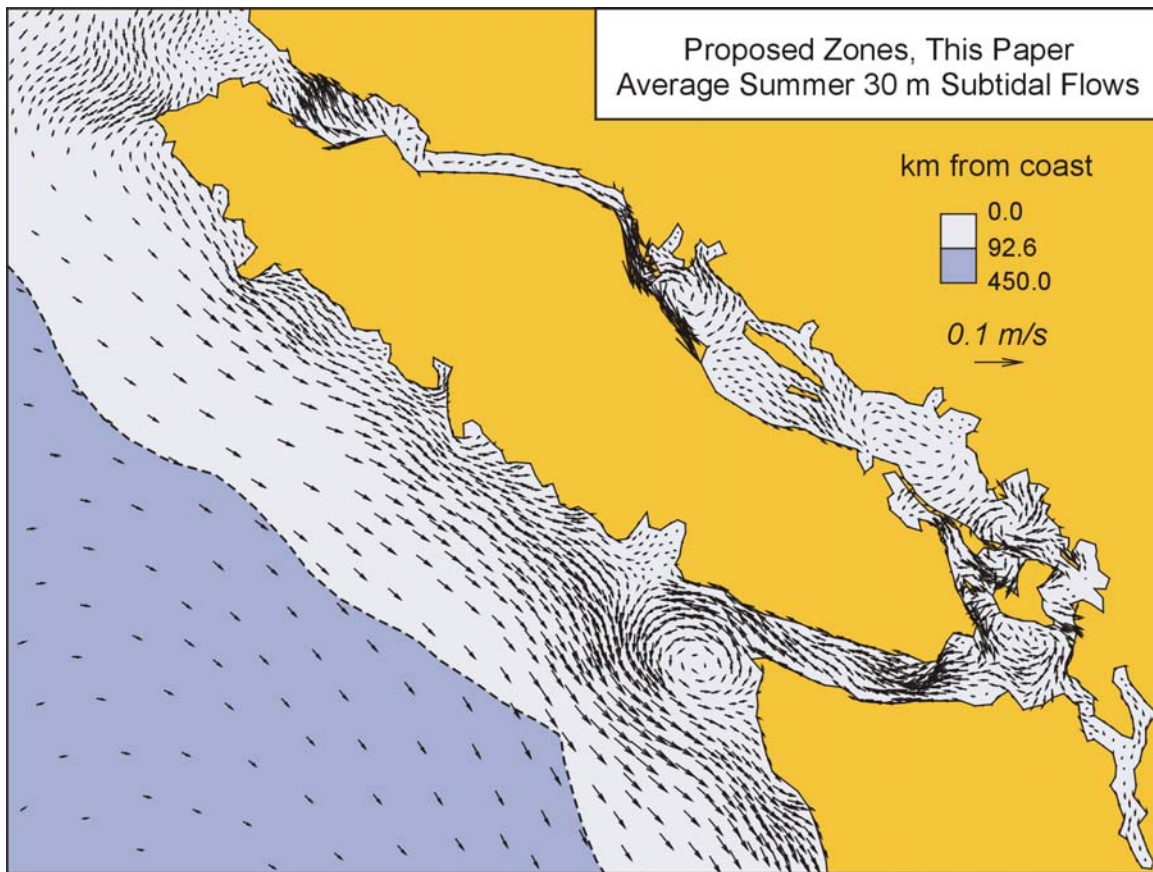 Proposed Zones, This Paper
Average Summer 30 m Subtidal Flows
km from coast
0.0
92.6
450.0
0.1 m/s